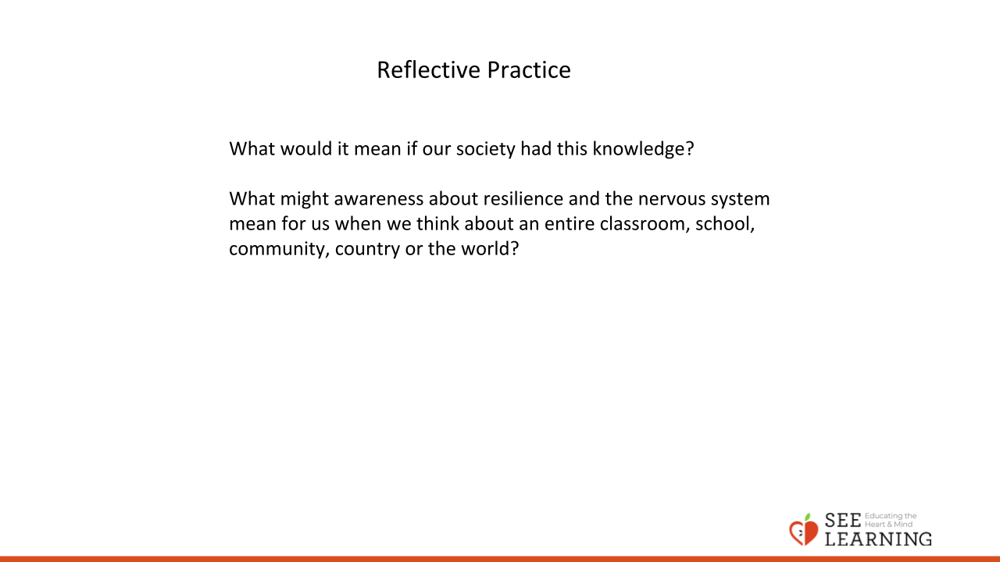 Reflective Practice
What would it mean if our society had this knowledge?
What might awareness about resilience and the nervous system
mean for us when we think about an entire classroom, school,
community, country or the world?
SEE Educating the
Heart & Mind
LEARNING